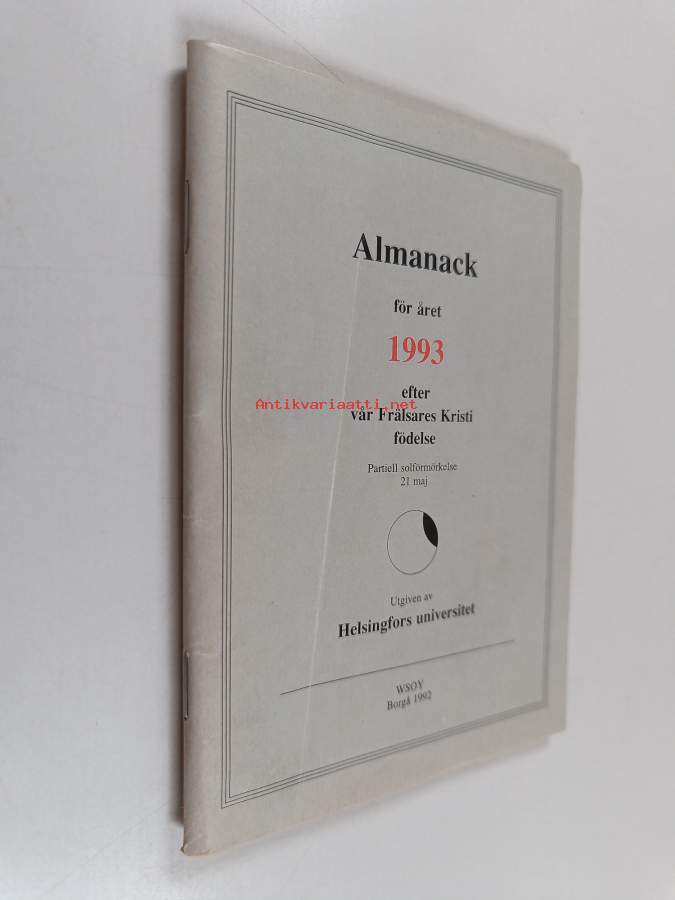 Almanack
för året
1993
efter
Antikvariaatti.net
vår Frälsares Kristi
födelse
Partiell solförmörkelse
21 maj
Utgiven av
Helsingfors universitet
WSOY
Borgå 1992